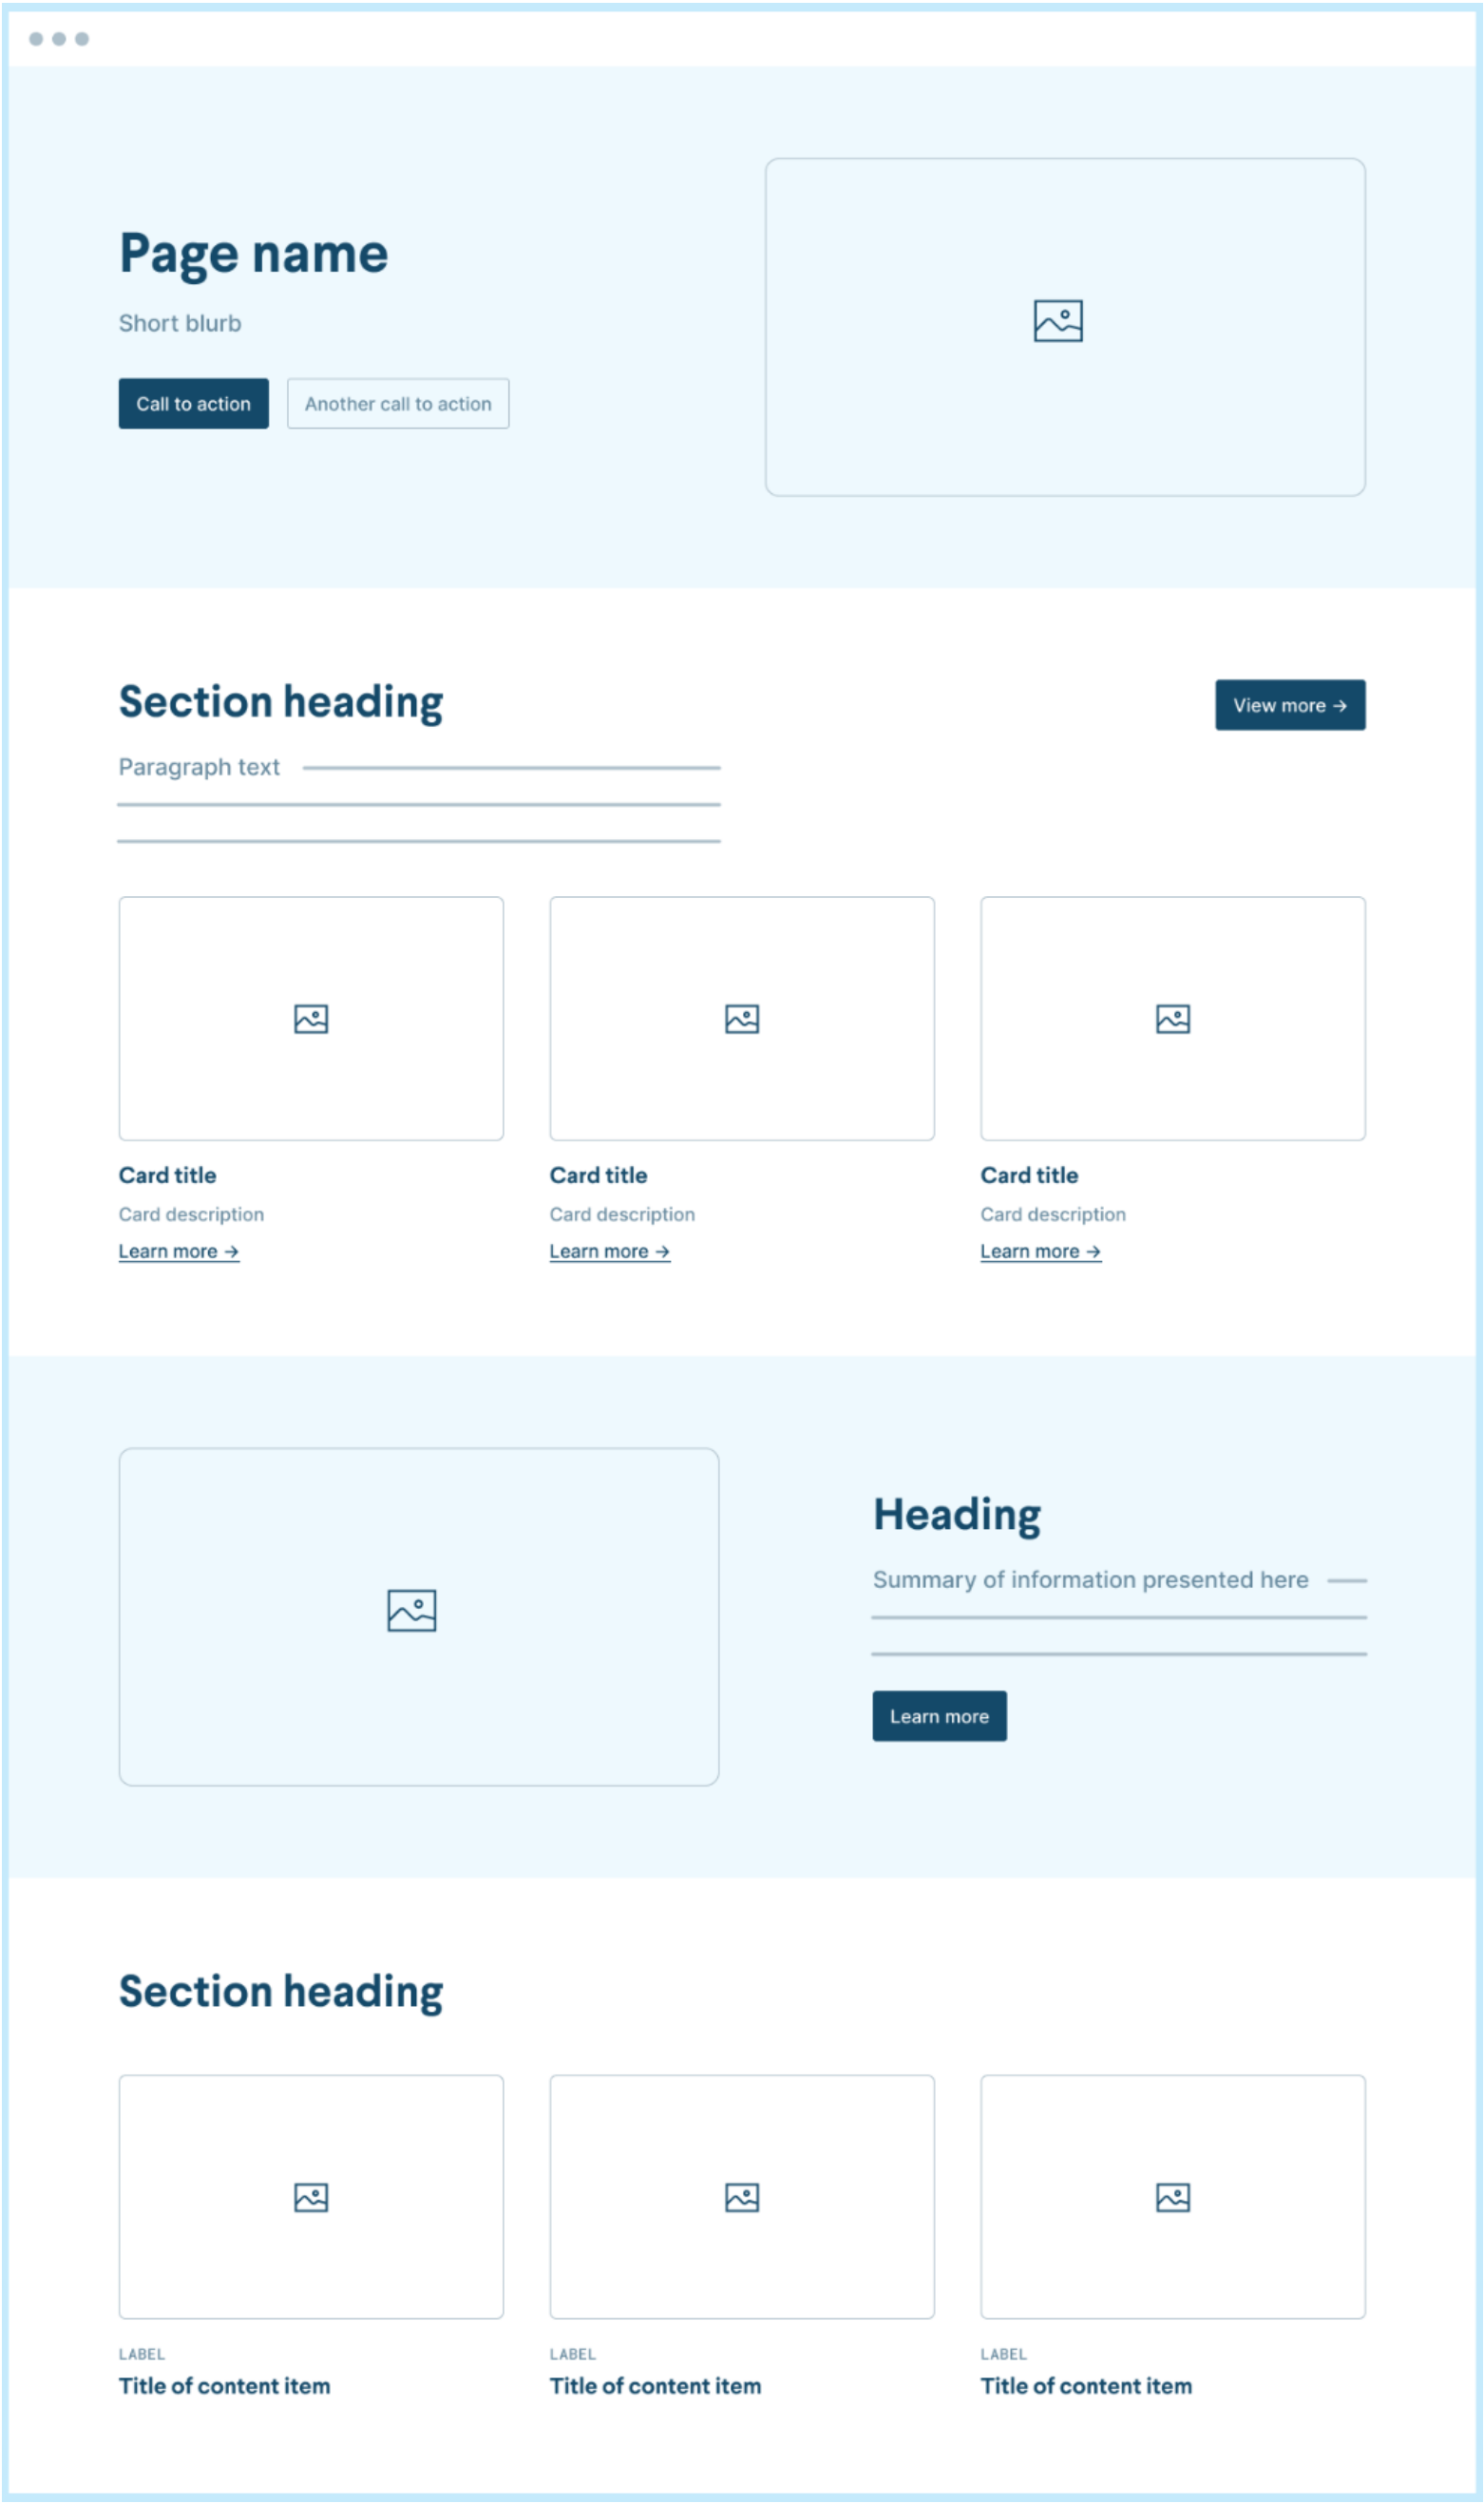 Page name
Short blurb
Call to action
Another call to action
Section heading
View more →
Paragraph text
Card title
Card description
Learn more →
Card title
Card description
Learn more →
Card title
Card description
Learn more →
Heading
Summary of information presented here
Learn more
Section heading
LABEL
Title of content item
LABEL
Title of content item
LABEL
Title of content item